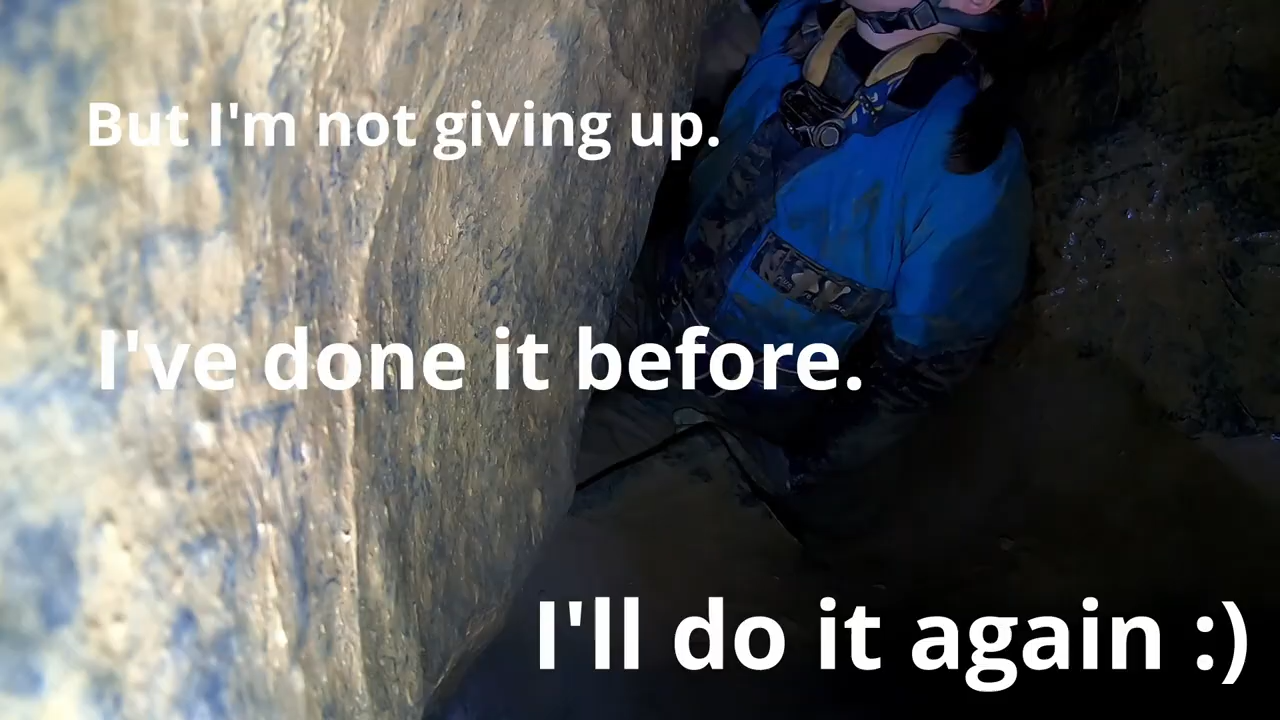 But I'm not giving up.
I've done it before.
I'll do it again :)